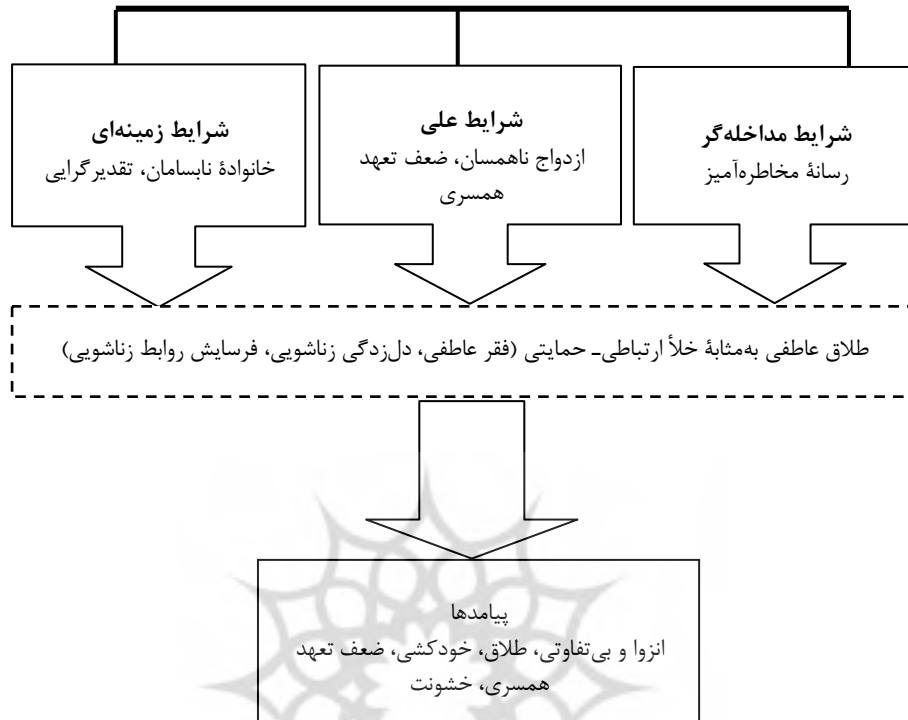 شرایط مداخله‌گر
رسانهٔ مخاطره‌آمیز
شرایط علی
ازدواج ناهمسان، ضعف تعهد
همسری
شرایط زمینه‌ای
خانوادهٔ نابسامان، تقدیرگرایی
طلاق عاطفی به‌مثابهٔ خلأ ارتباطی- حمایتی (فقر عاطفی، دل‌زدگی زناشویی، فرسایش روابط زناشویی)
پیامدها
انزوا و بی‌تفاوتی، طلاق، خودکشی، ضعف تعهد
همسری، خشونت